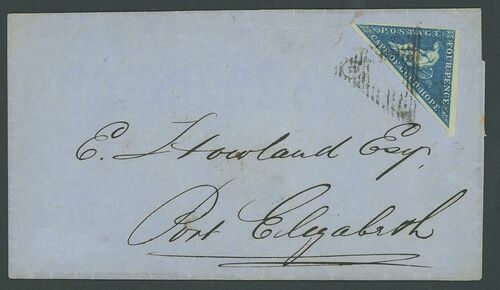 POSTAGE
FOUR PENCE
CAPE OF GOOD HOPE
E. Howland Esq.
Port Elizabeth